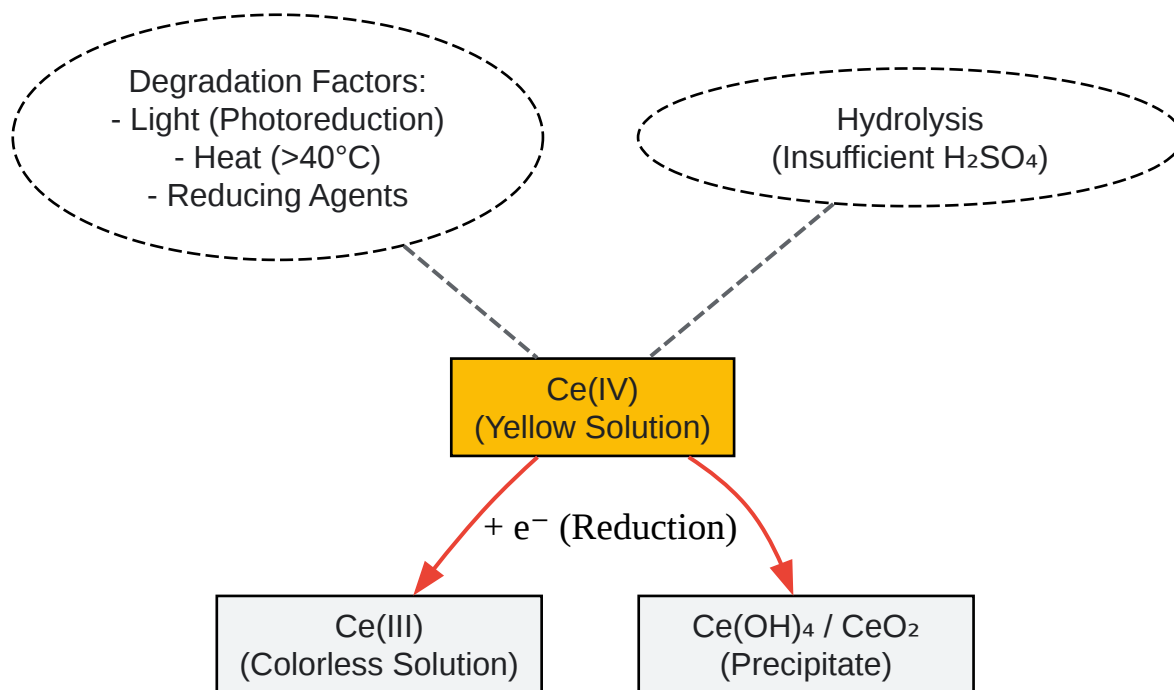 Degradation Factors:
- Light (Photoreduction)
- Heat (>40°C)
- Reducing Agents
Hydrolysis
(Insufficient H₂SO₄)
Ce(IV)
(Yellow Solution)
+ e⁻ (Reduction)
Ce(III)
(Colorless Solution)
Ce(OH)₄ / CeO₂
(Precipitate)